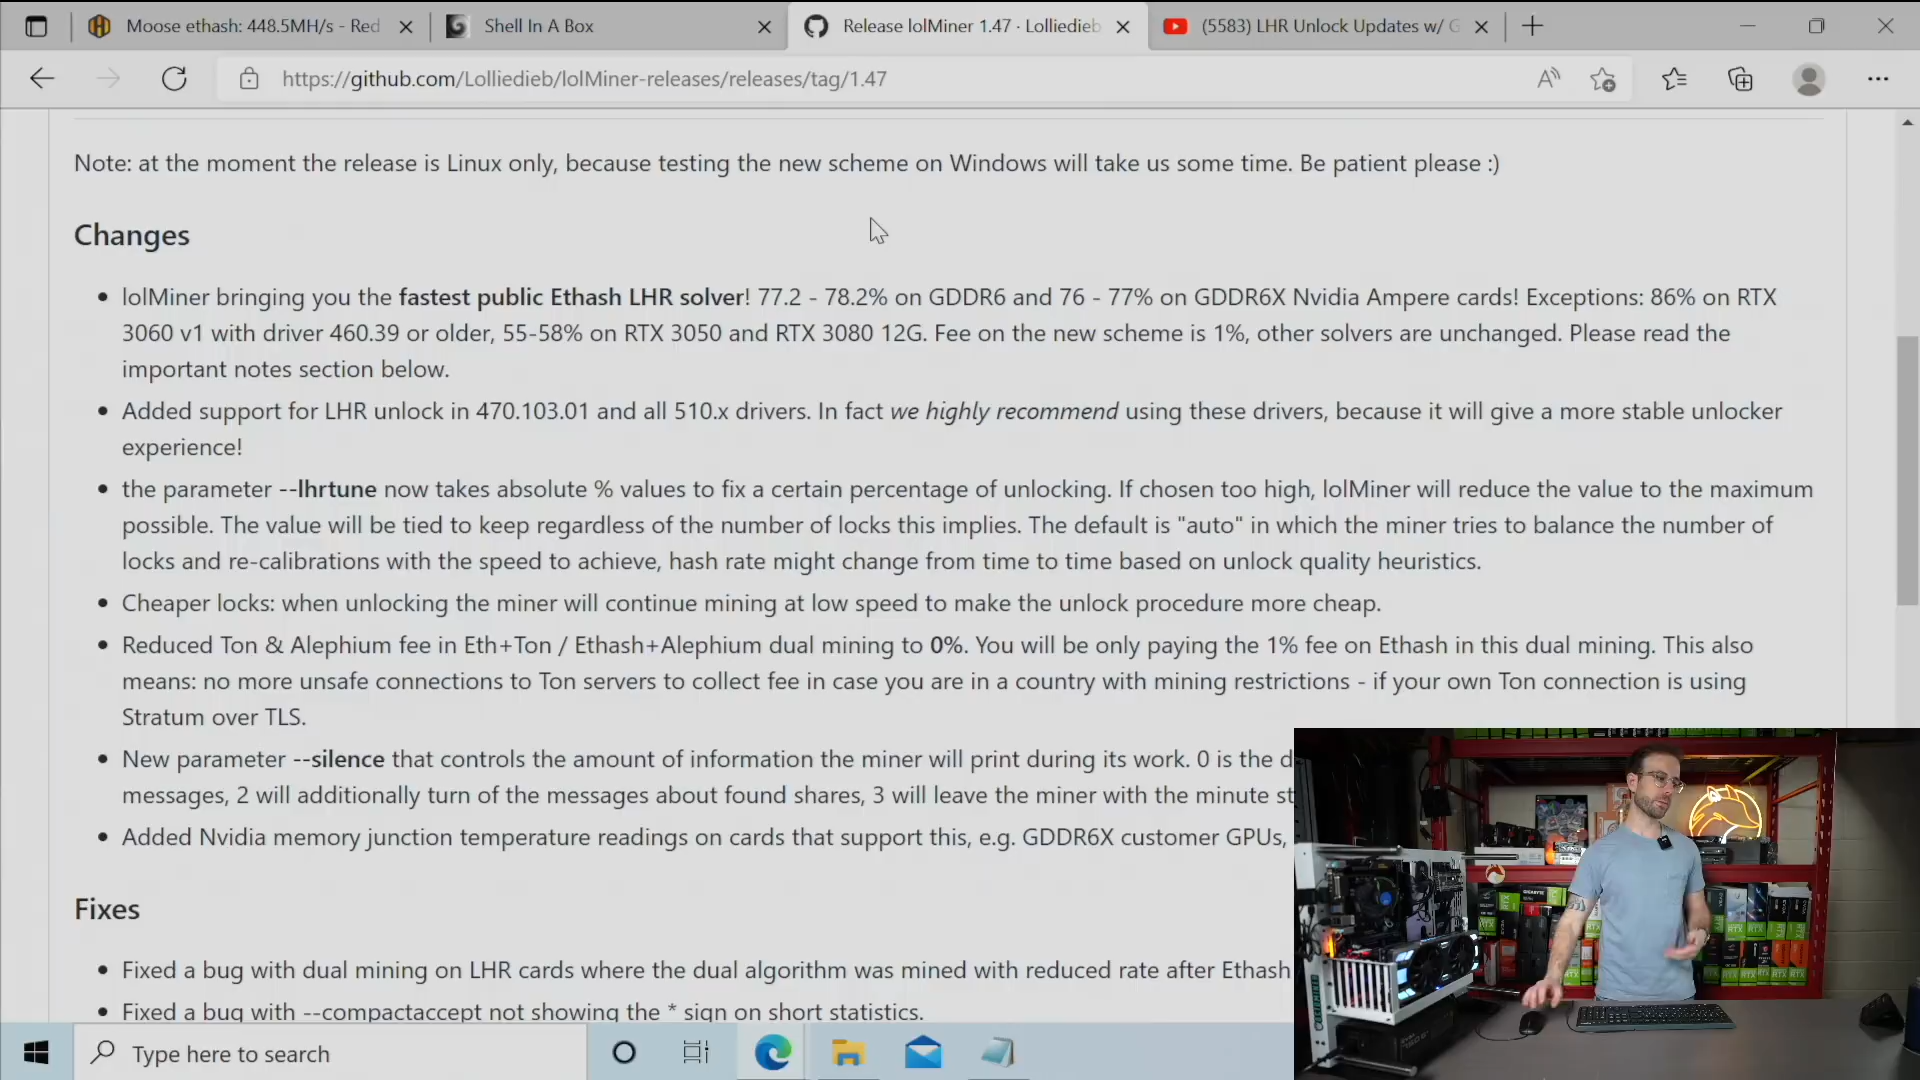 Moose ethash: 448.5MH/s - Red
Shell In A Box
Release lolMiner 1.47 · Lolliedieb
(5583) LHR Unlock Updates w/ G
https://github.com/Lolliedieb/lolMiner-releases/releases/tag/1.47
Note: at the moment the release is Linux only, because testing the new scheme on Windows will take us some time. Be patient please :)
Changes
• lolMiner bringing you the fastest public Ethash LHR solver! 77.2 - 78.2% on GDDR6 and 76 - 77% on GDDR6X Nvidia Ampere cards! Exceptions: 86% on RTX
3060 v1 with driver 460.39 or older, 55-58% on RTX 3050 and RTX 3080 12G. Fee on the new scheme is 1%, other solvers are unchanged. Please read the
important notes section below.
• Added support for LHR unlock in 470.103.01 and all 510.x drivers. In fact we highly recommend using these drivers, because it will give a more stable unlocker
experience!
• the parameter --lhrtune now takes absolute % values to fix a certain percentage of unlocking. If chosen too high, lolMiner will reduce the value to the maximum
possible. The value will be tied to keep regardless of the number of locks this implies. The default is "auto" in which the miner tries to balance the number of
locks and re-calibrations with the speed to achieve, hash rate might change from time to time based on unlock quality heuristics.
• Cheaper locks: when unlocking the miner will continue mining at low speed to make the unlock procedure more cheap.
• Reduced Ton & Alephium fee in Eth+Ton / Ethash+Alephium dual mining to 0%. You will be only paying the 1% fee on Ethash in this dual mining. This also
means: no more unsafe connections to Ton servers to collect fee in case you are in a country with mining restrictions - if your own Ton connection is using
Stratum over TLS.
• New parameter --silence that controls the amount of information the miner will print during its work. 0 is the d
messages, 2 will additionally turn of the messages about found shares, 3 will leave the miner with the minute st
• Added Nvidia memory junction temperature readings on cards that support this, e.g. GDDR6X customer GPUs,
Fixes
• Fixed a bug with dual mining on LHR cards where the dual algorithm was mined with reduced rate after Ethash
• Fixed a bug with --compactaccept not showing the * sign on short statistics.
Type here to search